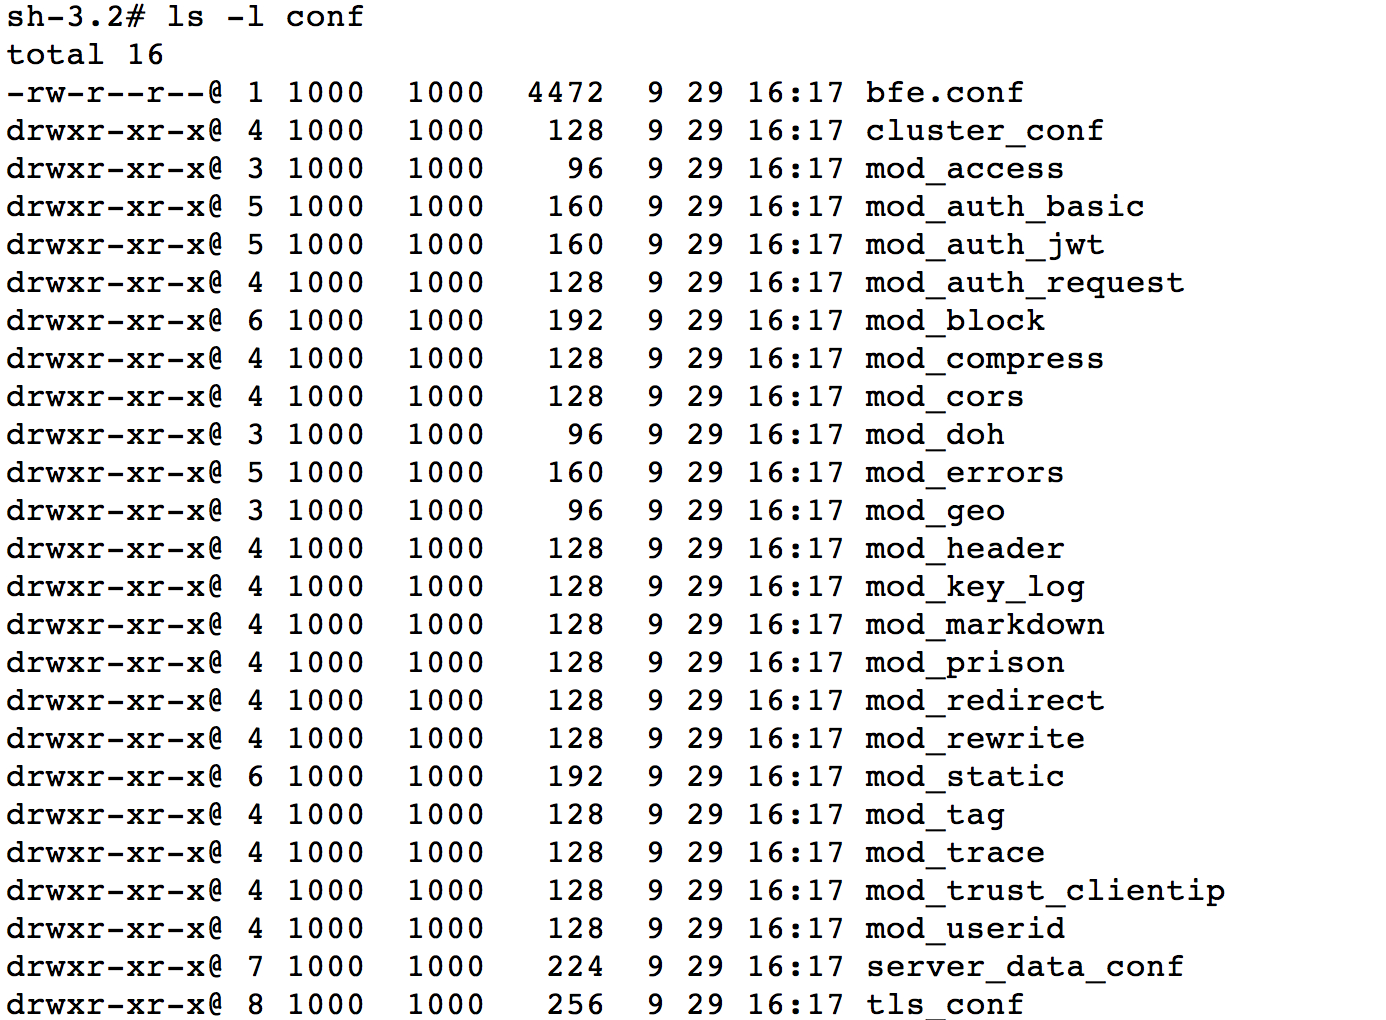 sh-3.2# ls -l conf
total 16
-rw-r--r--@ 1 1000  1000  4472  9 29 16:17 bfe.conf
drwxr-xr-x@ 4 1000  1000   128  9 29 16:17 cluster_conf
drwxr-xr-x@ 3 1000  1000    96  9 29 16:17 mod_access
drwxr-xr-x@ 5 1000  1000   160  9 29 16:17 mod_auth_basic
drwxr-xr-x@ 5 1000  1000   160  9 29 16:17 mod_auth_jwt
drwxr-xr-x@ 4 1000  1000   128  9 29 16:17 mod_auth_request
drwxr-xr-x@ 6 1000  1000   192  9 29 16:17 mod_block
drwxr-xr-x@ 4 1000  1000   128  9 29 16:17 mod_compress
drwxr-xr-x@ 4 1000  1000   128  9 29 16:17 mod_cors
drwxr-xr-x@ 3 1000  1000    96  9 29 16:17 mod_doh
drwxr-xr-x@ 5 1000  1000   160  9 29 16:17 mod_errors
drwxr-xr-x@ 3 1000  1000    96  9 29 16:17 mod_geo
drwxr-xr-x@ 4 1000  1000   128  9 29 16:17 mod_header
drwxr-xr-x@ 4 1000  1000   128  9 29 16:17 mod_key_log
drwxr-xr-x@ 4 1000  1000   128  9 29 16:17 mod_markdown
drwxr-xr-x@ 4 1000  1000   128  9 29 16:17 mod_prison
drwxr-xr-x@ 4 1000  1000   128  9 29 16:17 mod_redirect
drwxr-xr-x@ 4 1000  1000   128  9 29 16:17 mod_rewrite
drwxr-xr-x@ 6 1000  1000   192  9 29 16:17 mod_static
drwxr-xr-x@ 4 1000  1000   128  9 29 16:17 mod_tag
drwxr-xr-x@ 4 1000  1000   128  9 29 16:17 mod_trace
drwxr-xr-x@ 4 1000  1000   128  9 29 16:17 mod_trust_clientip
drwxr-xr-x@ 4 1000  1000   128  9 29 16:17 mod_userid
drwxr-xr-x@ 7 1000  1000   224  9 29 16:17 server_data_conf
drwxr-xr-x@ 8 1000  1000   256  9 29 16:17 tls_conf